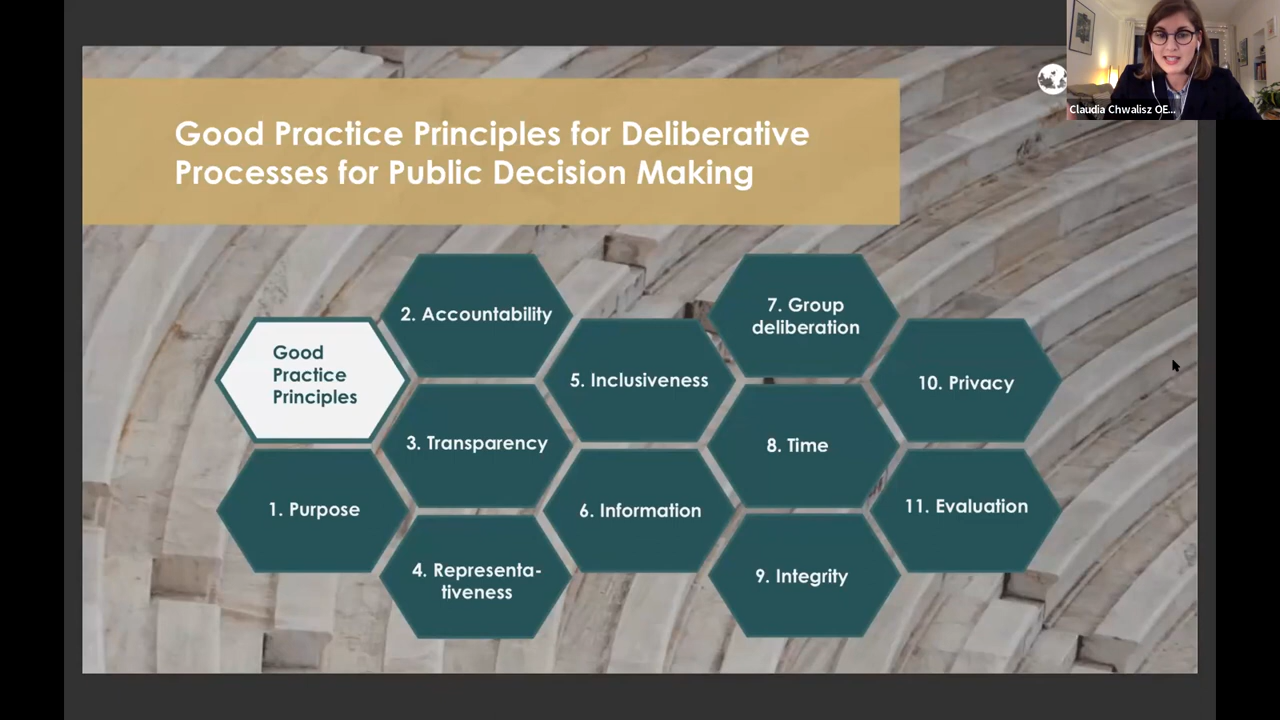 Good Practice Principles for Deliberative
Processes for Public Decision Making
Claudia Chwalisz OE...
Good
Practice
Principles
1. Purpose
2. Accountability
3. Transparency
4. Representa-
tiveness
5. Inclusiveness
6. Information
7. Group
deliberation
8. Time
9. Integrity
10. Privacy
11. Evaluation